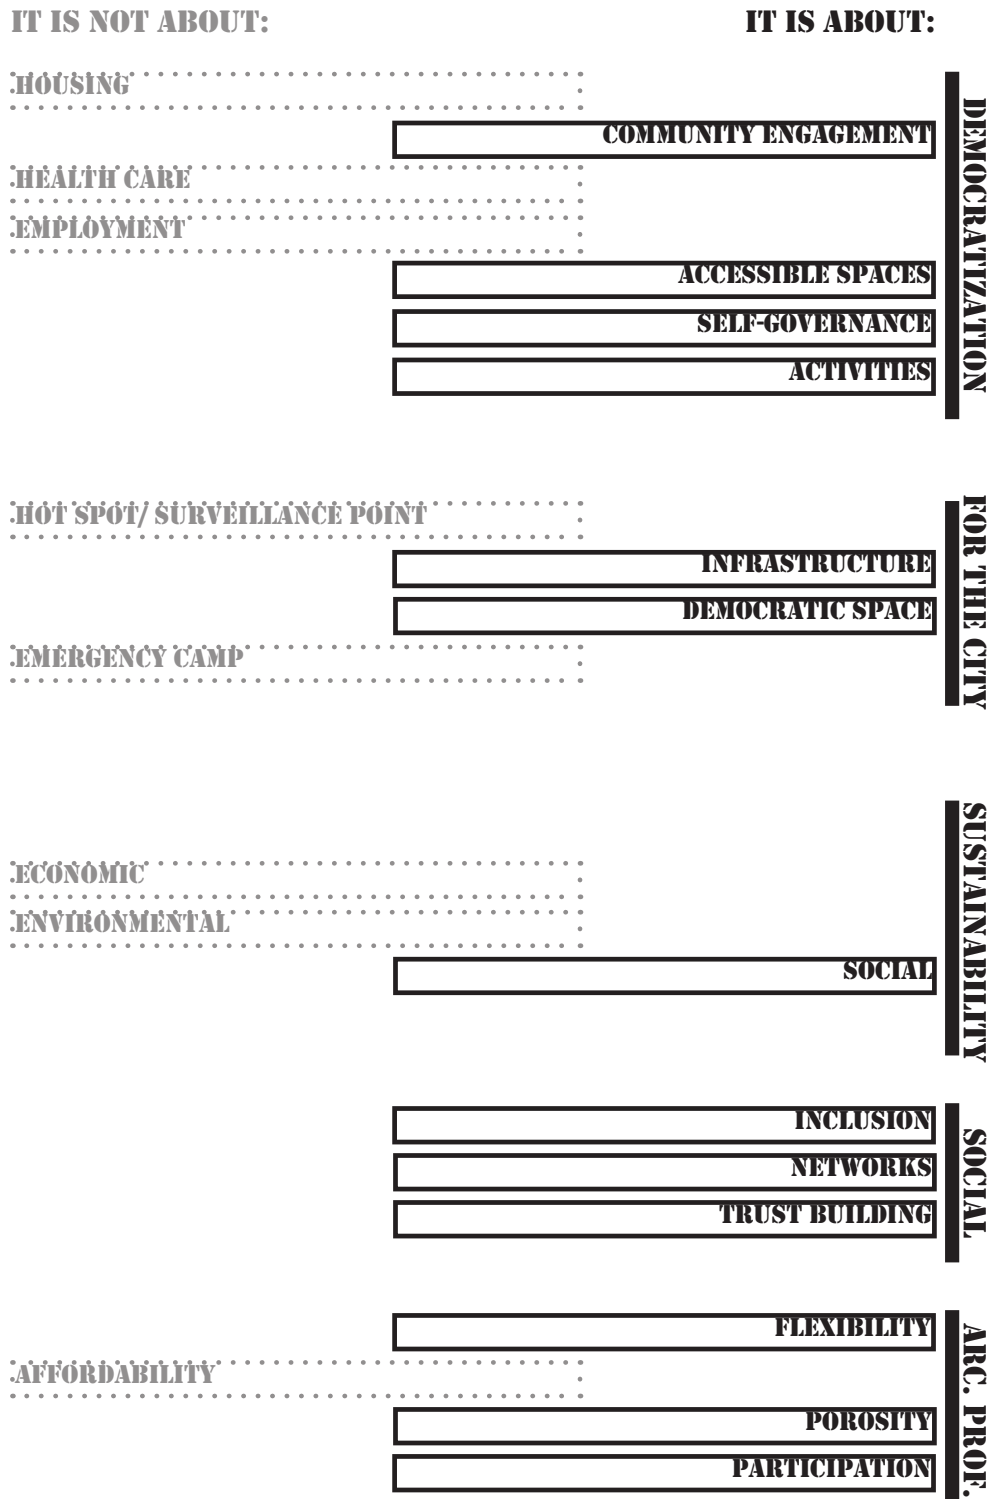 IT IS NOT ABOUT:
IT IS ABOUT:
HOUSING
COMMUNITY ENGAGEMENT
HEALTH CARE
EMPLOYMENT
ACCESSIBLE SPACES
SELF-GOVERNANCE
ACTIVITIES
DEMOCRATIZATION
HOT SPOT/ SURVEILLANCE POINT
INFRASTRUCTURE
DEMOCRATIC SPACE
EMERGENCY CAMP
FOR THE CITY
ECONOMIC
ENVIRONMENTAL
SOCIAL
SUSTAINABILITY
INCLUSION
NETWORKS
TRUST BUILDING
SOCIAL
FLEXIBILITY
AFFORDABILITY
POROSITY
PARTICIPATION
ARC. PROF.